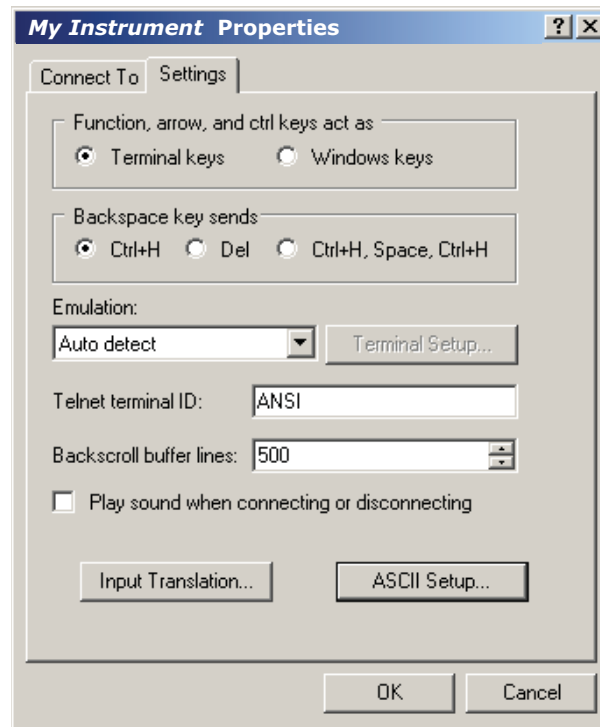 My Instrument Properties
Connect To Settings
Function, arrow, and ctrl keys act as
Terminal keys Windows keys
Backspace key sends
Ctrl+H Del Ctrl+H, Space, Ctrl+H
Emulation:
Auto detect Terminal Setup...
Telnet terminal ID: ANSI
Backscroll buffer lines: 500
Play sound when connecting or disconnecting
Input Translation... ASCII Setup...
OK Cancel